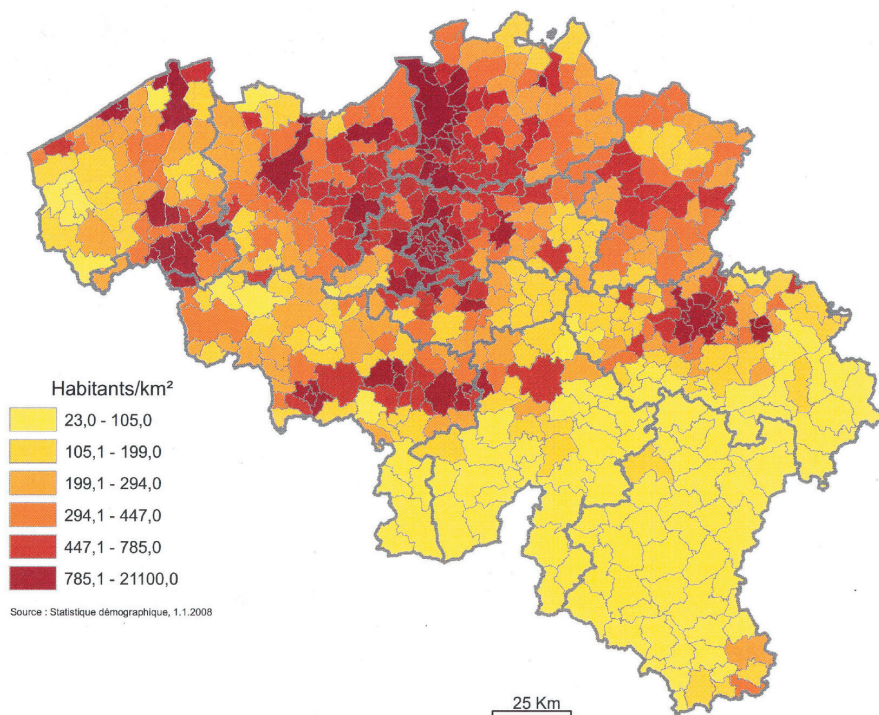 Habitants/km²
23,0 - 105,0
105,1 - 199,0
199,1 - 294,0
294,1 - 447,0
447,1 - 785,0
785,1 - 21100,0
Source : Statistique démographique, 1.1.2008
25 Km